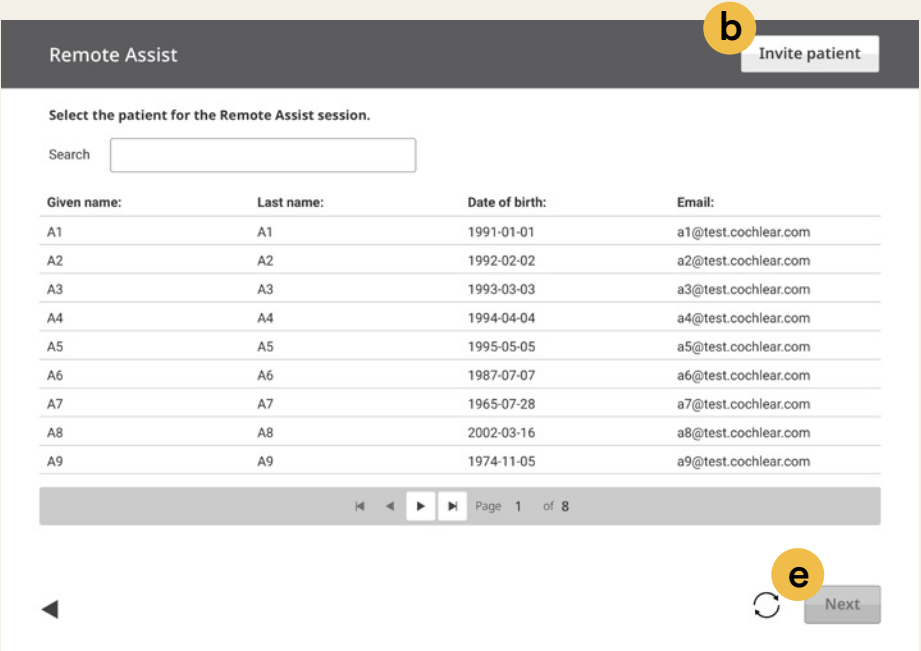 b
Remote Assist Invite patient
Select the patient for the Remote Assist session.
Search
Given name: Last name: Date of birth: Email:
A1 A1 1991-01-01 a1@test.cochlear.com
A2 A2 1992-02-02 a2@test.cochlear.com
A3 A3 1993-03-03 a3@test.cochlear.com
A4 A4 1994-04-04 a4@test.cochlear.com
A5 A5 1995-05-05 a5@test.cochlear.com
A6 A6 1987-07-07 a6@test.cochlear.com
A7 A7 1965-07-28 a7@test.cochlear.com
A8 A8 2002-03-16 a8@test.cochlear.com
A9 A9 1974-11-05 a9@test.cochlear.com
Page 1 of 8
e
Next